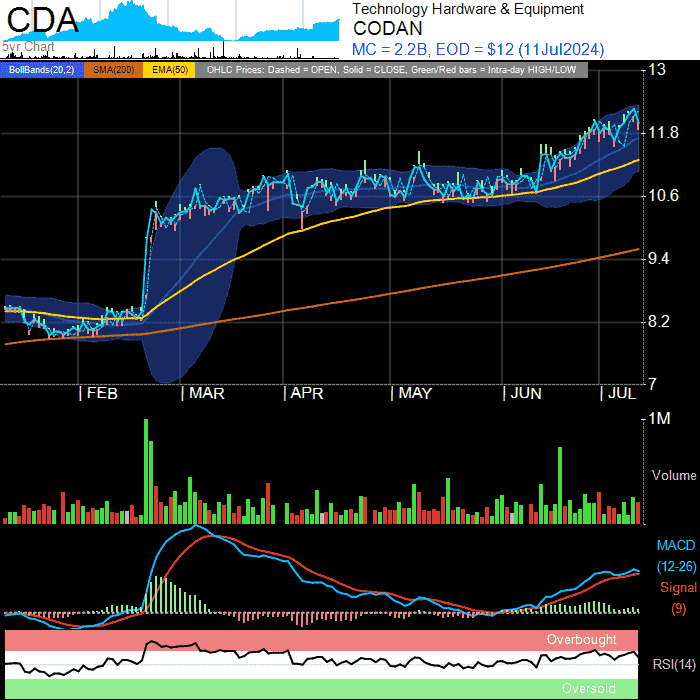 CDA
5yr Chart
Technology Hardware & Equipment
CODAN
MC = 2.2B, EOD = $12 (11Jul2024)
BollBands(20,2) SMA(200) EMA(50) OHLC Prices: Dashed = OPEN, Solid = CLOSE, Green/Red bars = Intra-day HIGH/LOW
13
11.8
10.6
9.4
8.2
7
FEB MAR APR MAY JUN JUL
1M
Volume
MACD
(12-26)
Signal
(9)
Overbought
RSI(14)
Oversold